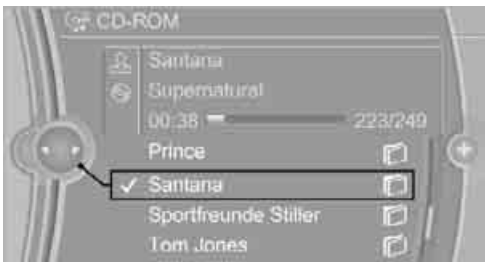 CD-ROM
Santana
Supernatural
00:38 223/249
Prince
Santana
Sportfreunde Stiller
Tom Jones